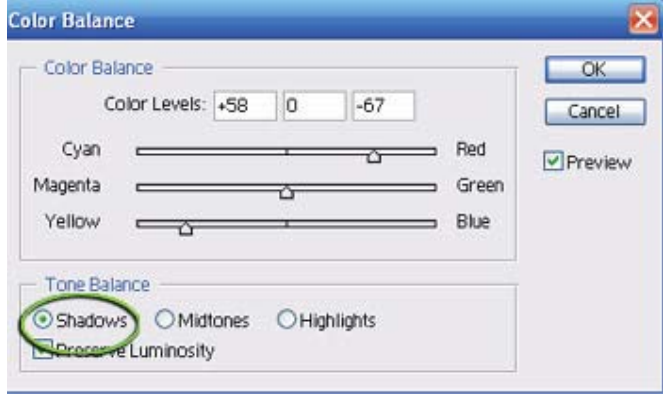 Color Balance
Color Balance
OK
Color Levels: +58 0 -67
Cancel
Cyan Red
Preview
Magenta Green
Yellow Blue
Tone Balance
Shadows Midtones Highlights
Preserve Luminosity